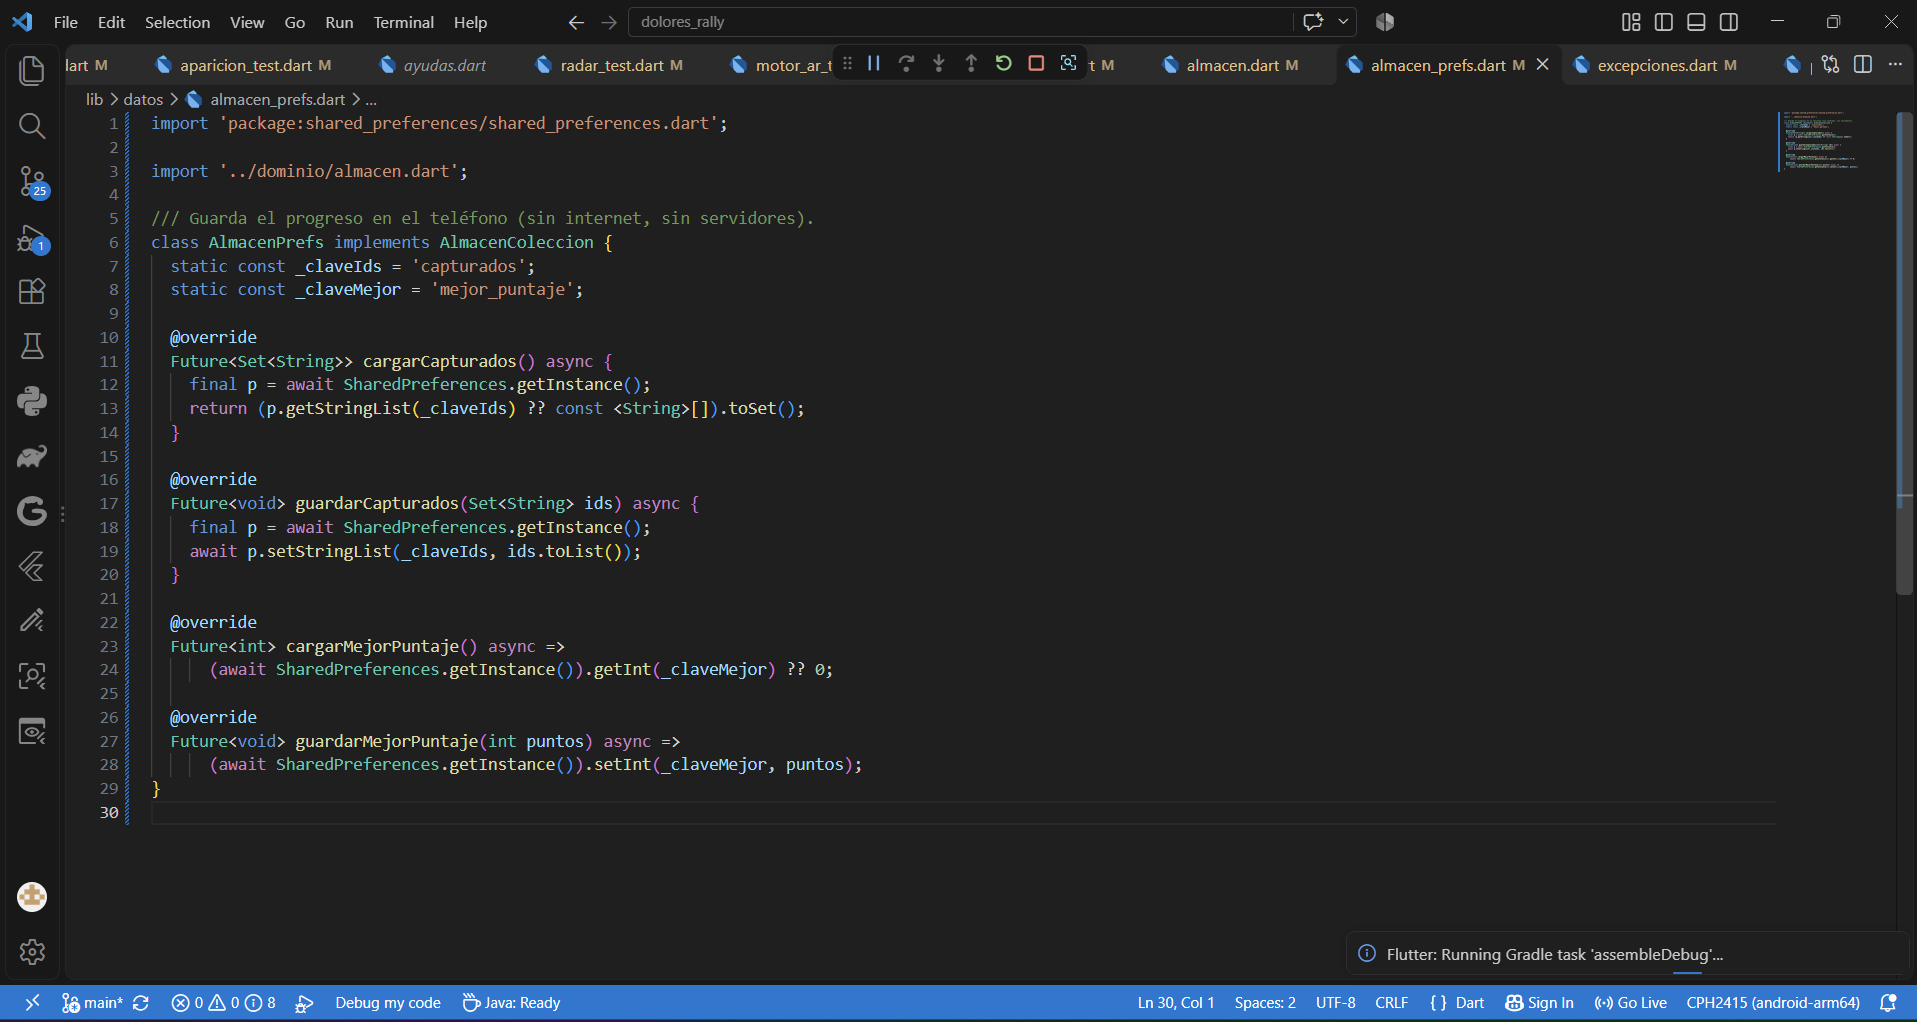 File Edit Selection View Go Run Terminal Help
dolores_rally
dart M
aparicion_test.dart M
ayudas.dart
radar_test.dart M
motor_ar_t
t M
almacen.dart M
almacen_prefs.dart M
excepciones.dart M
lib > datos > almacen_prefs.dart > ...
1 import 'package:shared_preferences/shared_preferences.dart';
2
3 import '../dominio/almacen.dart';
4
5 /// Guarda el progreso en el teléfono (sin internet, sin servidores).
6 class AlmacenPrefs implements AlmacenColeccion {
7 static const _claveIds = 'capturados';
8 static const _claveMejor = 'mejor_puntaje';
9
10 @override
11 Future<Set<String>> cargarCapturados() async {
12 final p = await SharedPreferences.getInstance();
13 return (p.getStringList(_claveIds) ?? const <String>[]).toSet();
14 }
15
16 @override
17 Future<void> guardarCapturados(Set<String> ids) async {
18 final p = await SharedPreferences.getInstance();
19 await p.setStringList(_claveIds, ids.toList());
20 }
21
22 @override
23 Future<int> cargarMejorPuntaje() async =>
24 (await SharedPreferences.getInstance()).getInt(_claveMejor) ?? 0;
25
26 @override
27 Future<void> guardarMejorPuntaje(int puntos) async =>
28 (await SharedPreferences.getInstance()).setInt(_claveMejor, puntos);
29 }
30
25
1
Flutter: Running Gradle task 'assembleDebug'...
main* 0 0 8 Debug my code Java: Ready Ln 30, Col 1 Spaces: 2 UTF-8 CRLF {} Dart Sign In Go Live CPH2415 (android-arm64)